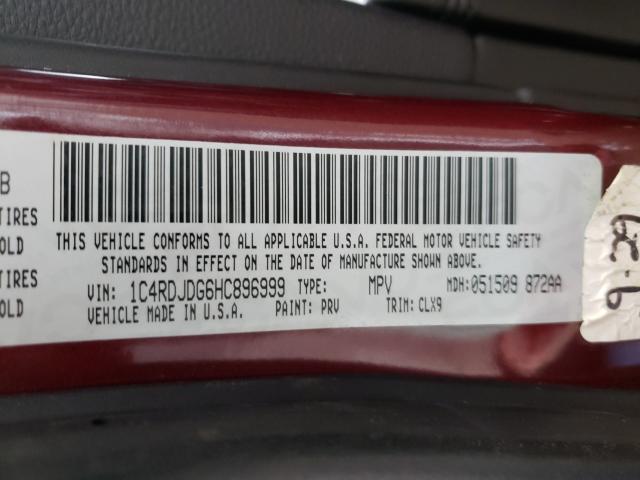 B
TIRES
OLD
TIRES
OLD
THIS VEHICLE CONFORMS TO ALL APPLICABLE U.S.A. FEDERAL MOTOR VEHICLE SAFETY
STANDARDS IN EFFECT ON THE DATE OF MANUFACTURE SHOWN ABOVE.
VIN: 1C4RDJDG6HC896999 TYPE: MPV MDH:051509 872AA
VEHICLE MADE IN U.S.A. PAINT: PRV TRIM: CLX9